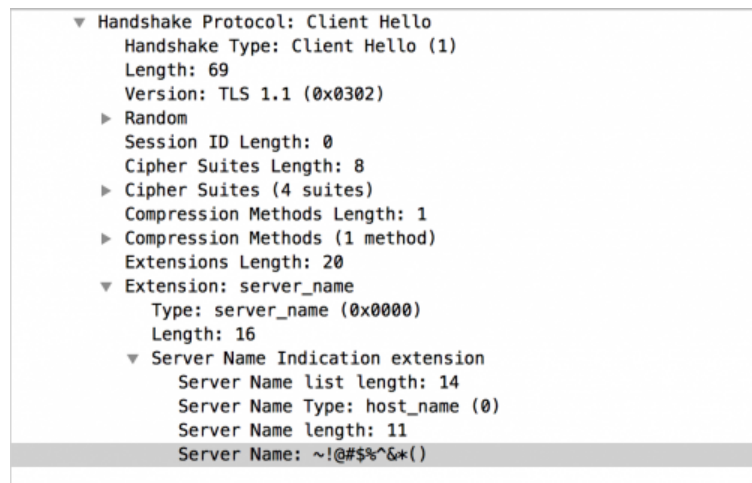 Handshake Protocol: Client Hello
Handshake Type: Client Hello (1)
Length: 69
Version: TLS 1.1 (0x0302)
Random
Session ID Length: 0
Cipher Suites Length: 8
Cipher Suites (4 suites)
Compression Methods Length: 1
Compression Methods (1 method)
Extensions Length: 20
Extension: server_name
Type: server_name (0x0000)
Length: 16
Server Name Indication extension
Server Name list length: 14
Server Name Type: host_name (0)
Server Name length: 11
Server Name: ~!@#$%^&*()